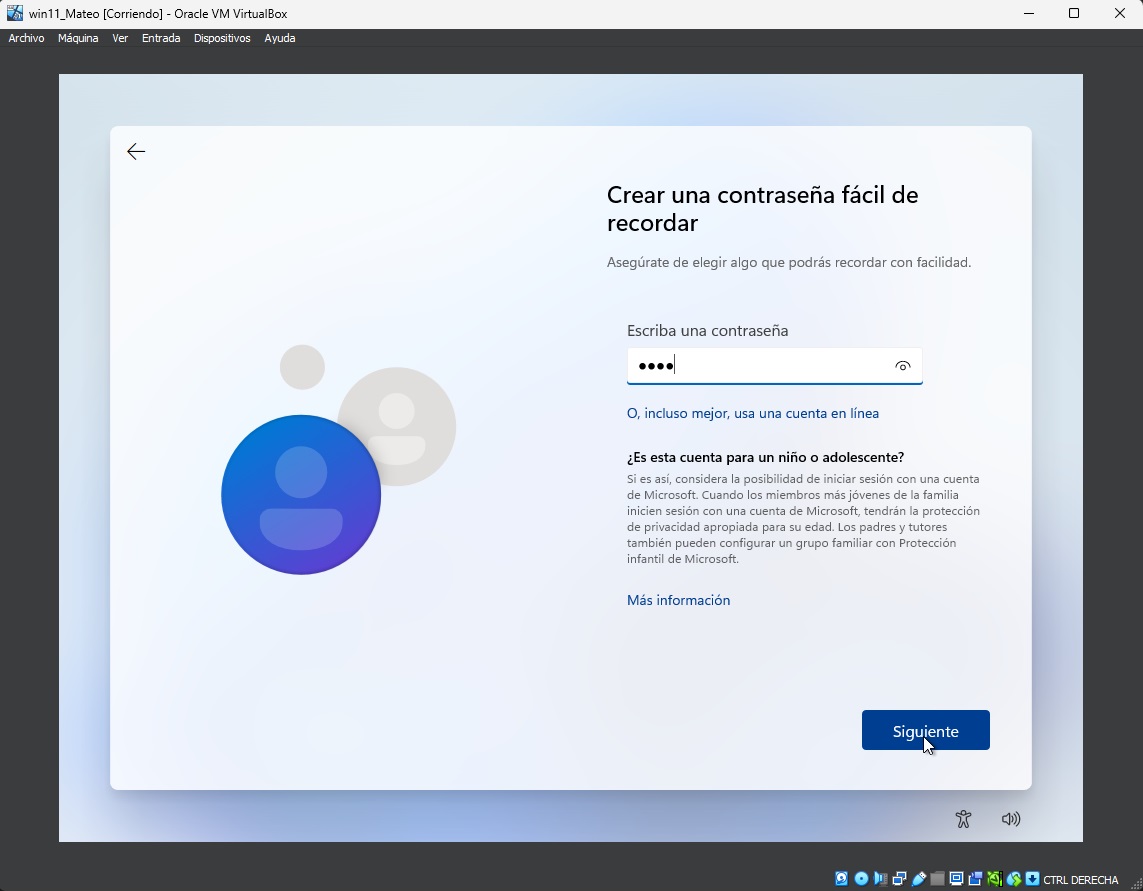 win11_Mateo [Corriendo] - Oracle VM VirtualBox
Archivo Máquina Ver Entrada Dispositivos Ayuda
Crear una contraseña fácil de
recordar
Asegúrate de elegir algo que podrás recordar con facilidad.
Escriba una contraseña
O, incluso mejor, usa una cuenta en línea
¿Es esta cuenta para un niño o adolescente?
Si es así, considera la posibilidad de iniciar sesión con una cuenta
de Microsoft. Cuando los miembros más jóvenes de la familia
inicien sesión con una cuenta de Microsoft, tendrán la protección
de privacidad apropiada para su edad. Los padres y tutores
también pueden configurar un grupo familiar con Protección
infantil de Microsoft.
Más información
Siguiente
CTRL DERECHA